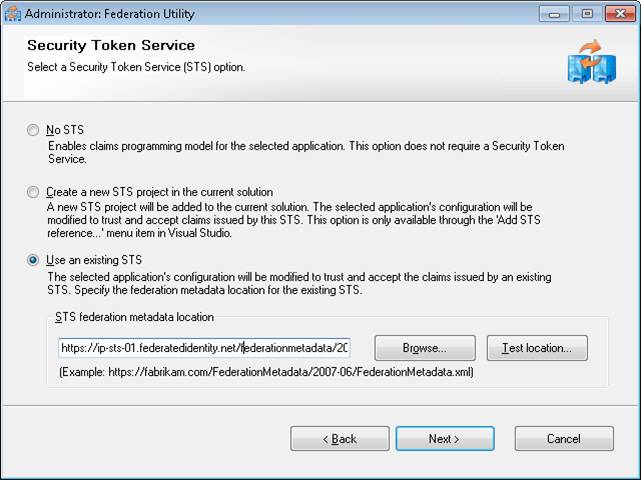 Administrator: Federation Utility
Security Token Service
Select a Security Token Service (STS) option.
No STS
Enables claims programming model for the selected application. This option does not require a Security Token
Service.
Create a new STS project in the current solution
A new STS project will be added to the current solution. The selected application's configuration will be
modified to trust and accept claims issued by this STS. This option is only available through the 'Add STS
reference...' menu item in Visual Studio.
Use an existing STS
The selected application's configuration will be modified to trust and accept the claims issued by an existing
STS. Specify the federation metadata location for the existing STS.
STS federation metadata location
https://ip-sts-01.federatedidentity.net/federationmetadata/20
Browse...
Test location...
(Example: https://fabrikam.com/FederationMetadata/2007-06/FederationMetadata.xml)
< Back
Next >
Cancel